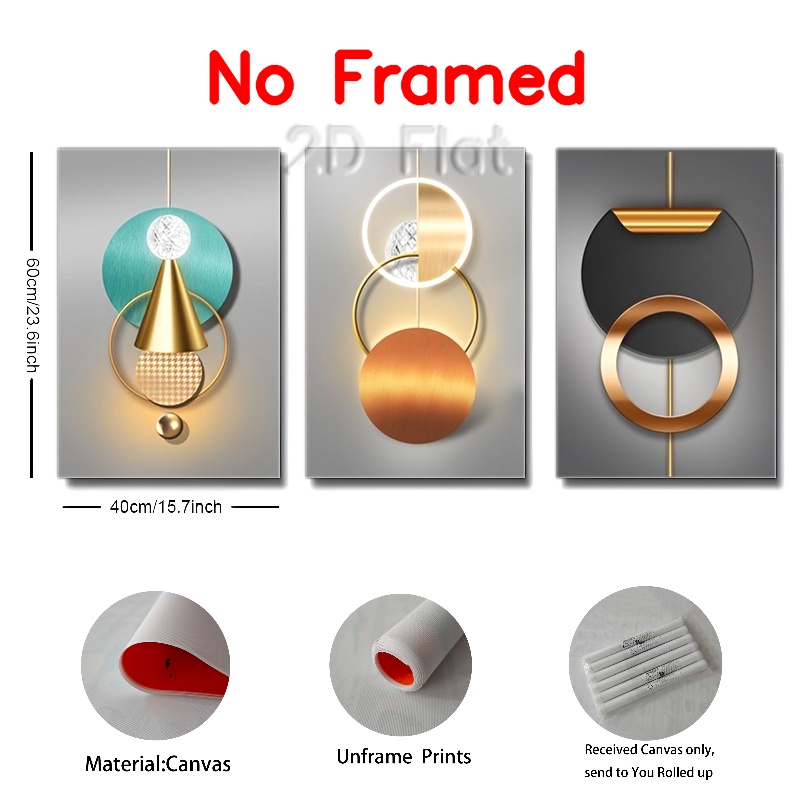 No Framed
2D Flat
60cm/23.6inch
40cm/15.7inch
Material:Canvas
Unframe Prints
Received Canvas only,
send to You Rolled up